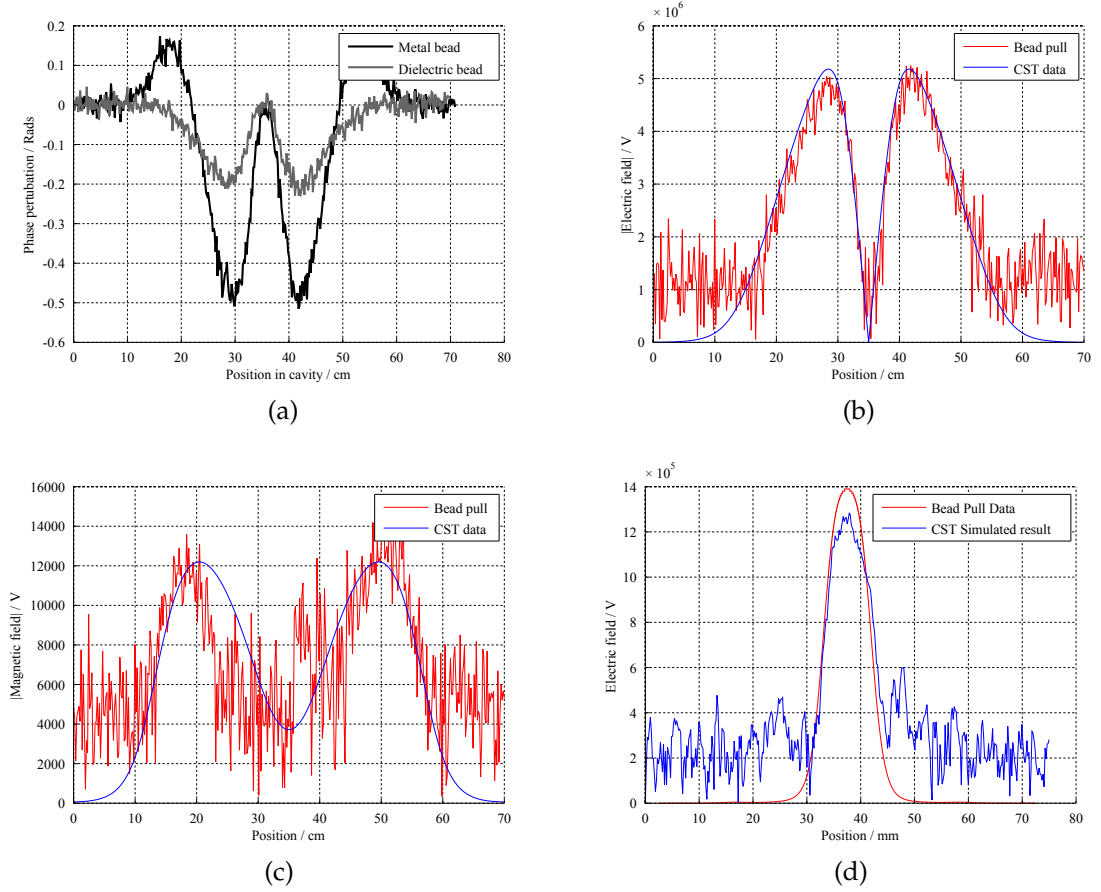 0.2
0.1
0
-0.1
-0.2
-0.3
-0.4
-0.5
-0.6
Phase pertubation / Rads
Metal bead
Dielectric bead
0 10 20 30 40 50 60 70 80
Position in cavity / cm
(a)
× 10⁶
6
5
4
3
2
1
0
|Electric field| / V
Bead pull
CST data
0 10 20 30 40 50 60 70
Position / cm
(b)
16000
14000
12000
10000
8000
6000
4000
2000
0
|Magnetic field| / V
Bead pull
CST data
0 10 20 30 40 50 60 70
Position / cm
(c)
× 10⁵
14
12
10
8
6
4
2
0
Electric field / V
Bead Pull Data
CST Simulated result
0 10 20 30 40 50 60 70 80
Position / mm
(d)